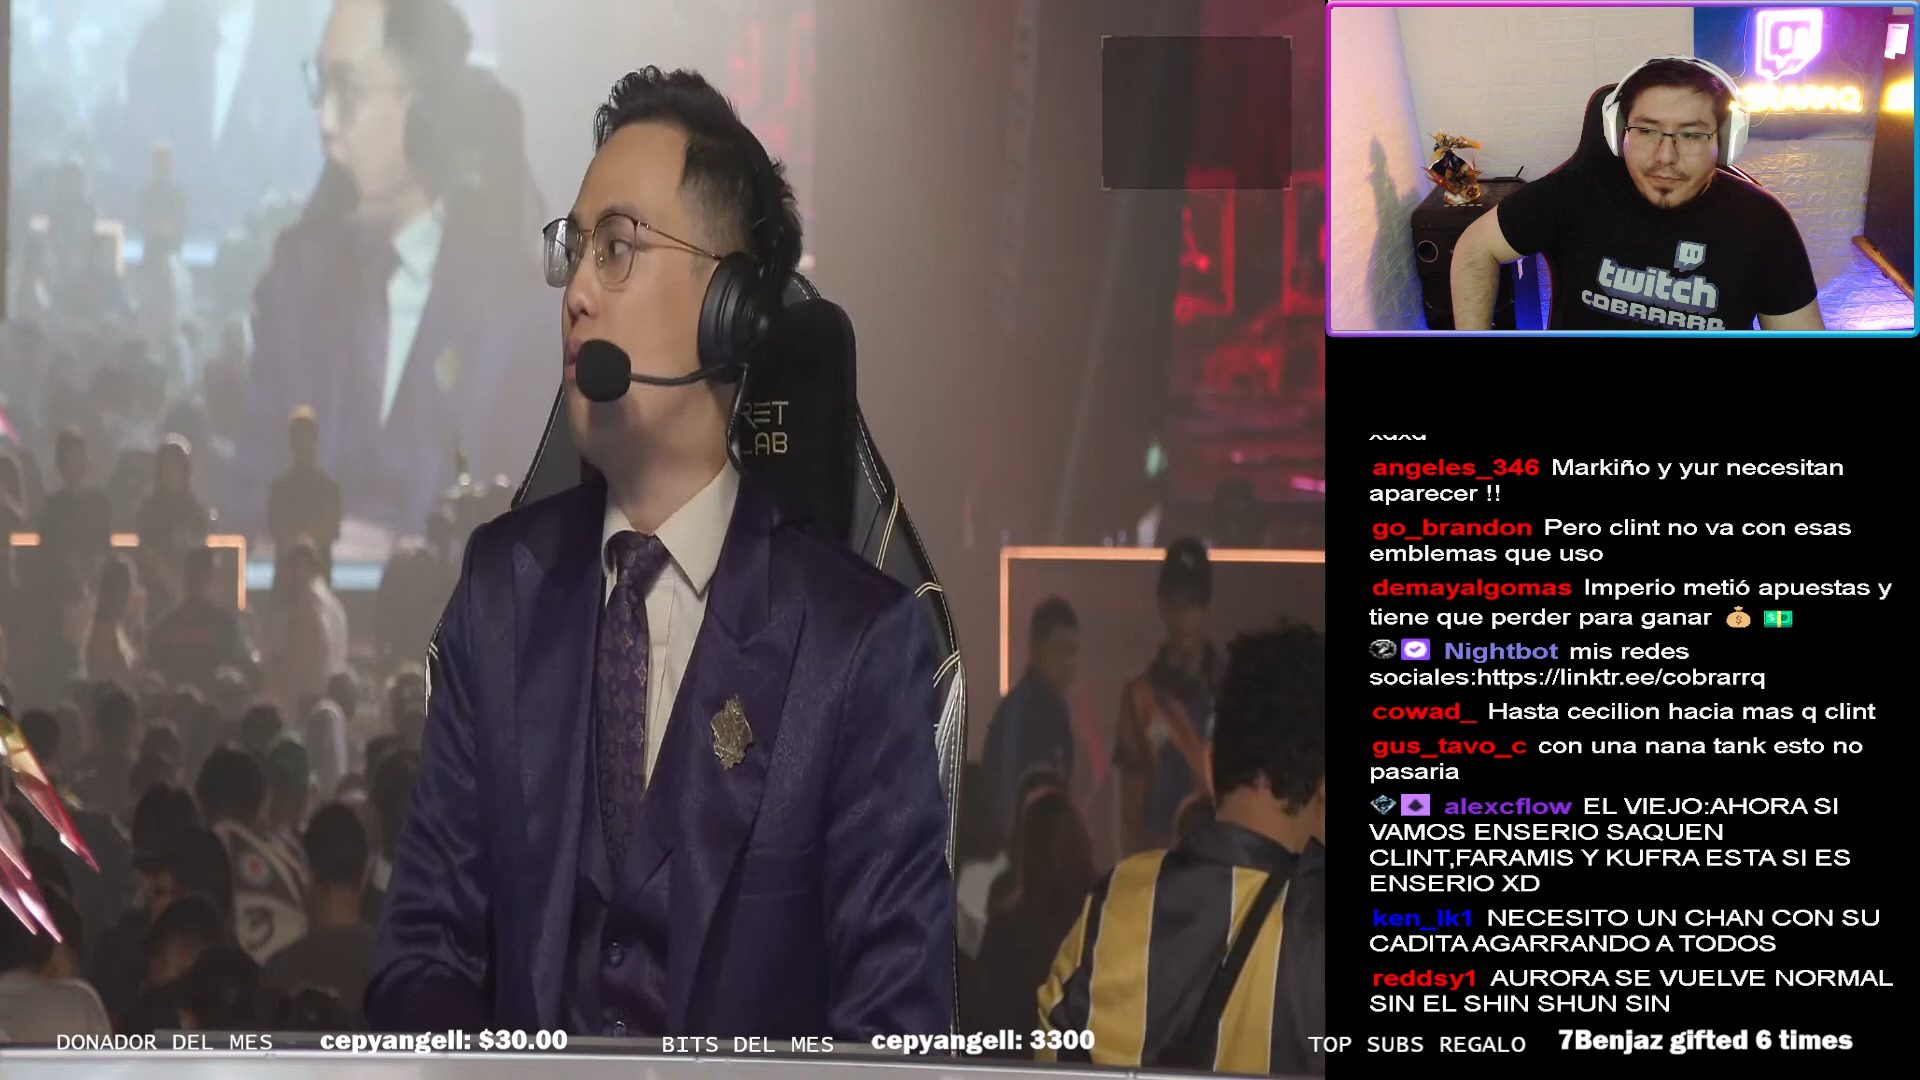 RET
LAB
twitch
COBRARRQ
angeles_346 Markiño y yur necesitan
aparecer !!
go_brandon Pero clint no va con esas
emblemas que uso
demayalgomas Imperio metió apuestas y
tiene que perder para ganar 💰 💵
Nightbot mis redes
sociales:https://linktr.ee/cobrarrq
cowad_ Hasta cecilion hacia mas q clint
gus_tavo_c con una nana tank esto no
pasaria
alexcflow EL VIEJO:AHORA SI
VAMOS ENSERIO SAQUEN
CLINT,FARAMIS Y KUFRA ESTA SI ES
ENSERIO XD
ken_lk1 NECESITO UN CHAN CON SU
CADITA AGARRANDO A TODOS
reddsy1 AURORA SE VUELVE NORMAL
SIN EL SHIN SHUN SIN
DONADOR DEL MES cepyangell: $30.00 BITS DEL MES cepyangell: 3300 TOP SUBS REGALO 7Benjaz gifted 6 times